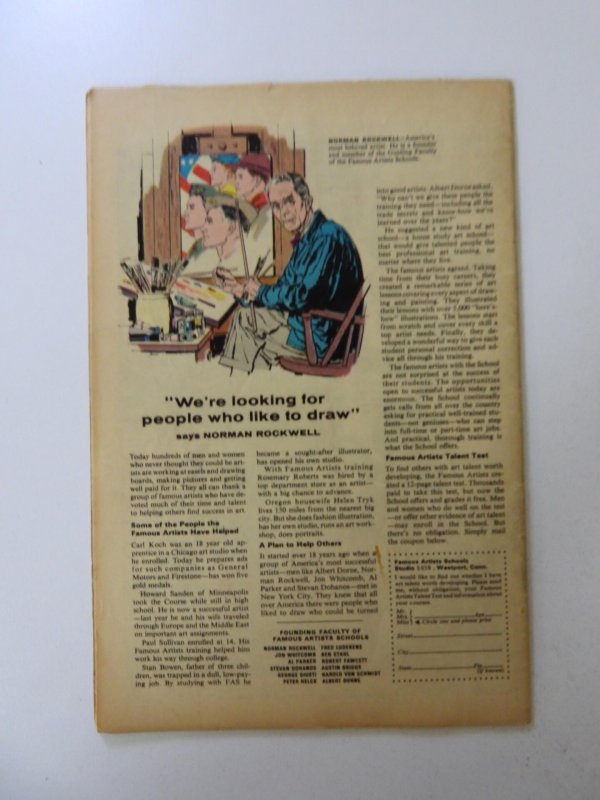 NORMAN ROCKWELL—America's
most beloved artist. He is a founder
and member of the Guiding Faculty
of the Famous Artists Schools.
"We're looking for
people who like to draw"
says NORMAN ROCKWELL
Today hundreds of men and women
who never thought they could be art-
ists are working at easels and drawing
boards, making pictures and getting
well paid for it. They all can thank a
group of famous artists who have de-
voted much of their time and talent
to helping others find success in art.
Some of the People the
Famous Artists Have Helped
Carl Koch was an 18 year old ap-
prentice in a Chicago art studio when
he enrolled. Today he prepares ads
for such companies as General
Motors and Firestone—has won five
gold medals.
Howard Sanden of Minneapolis
took the Course while still in high
school. He is now a successful artist
—last year he and his wife traveled
through Europe and the Middle East
on important art assignments.
Paul Sullivan enrolled at 14. His
Famous Artists training helped him
work his way through college.
Stan Bowen, father of three chil-
dren, was trapped in a dull, low-pay-
ing job. By studying with FAS he
became a sought-after illustrator,
has opened his own studio.
With Famous Artists training
Rosemary Roberts was hired by a
top department store as an artist—
with a big chance to advance.
Oregon housewife Helen Tryk
lives 150 miles from the nearest big
city. But she does fashion illustration,
has her own studio, runs an art work-
shop, does portraits.
A Plan to Help Others
It started over 18 years ago when a
group of America's most successful
artists—men like Albert Dorne, Nor-
man Rockwell, Jon Whitcomb, Al
Parker and Stevan Dohanos—met in
New York City. They knew that all
over America there were people who
would like to draw who could be turned
into good artists. Albert Dorne asked,
"Why can't we give these people the
training they need—including all the
trade secrets and know-how we've
learned over the years?"
He suggested a new kind of art
school—a home study art school—
that would give talented people the
best professional art training, no
matter where they live.
The famous artists agreed. Taking
time from their busy careers, they
created a remarkable series of art
lessons covering every aspect of draw-
ing and painting. They illustrated
their lessons with over 5,000 "here's
how" illustrations. The lessons start
from scratch and cover every skill a
top artist needs. Finally, they de-
veloped a wonderful way to give each
student personal correction and ad-
vice all through his training.
The famous artists with the School
are not surprised at the success of
their students. The opportunities
open to successful artists today are
enormous. The School continually
gets calls from all over the country
asking for practical well-trained stu-
dents—not geniuses—who can step
into full-time or part-time art jobs.
And practical, thorough training is
what the School offers.
Famous Artists Talent Test
To find others with art talent worth
developing, the Famous Artists cre-
ated a 12-page talent test. Thousands
paid to take this test, but now the
School offers and grades it free. Men
and women who do well on the test
—or offer other evidence of art talent
—may enroll in the School. But
there's no obligation. Simply mail
the coupon below.
FOUNDING FACULTY OF
FAMOUS ARTISTS SCHOOLS
NORMAN ROCKWELL FRED LUDEKENS
JON WHITCOMB BEN STAHL
AL PARKER ROBERT FAWCETT
STEVAN DOHANOS AUSTIN BRIGGS
GEORGE GIUSTI HAROLD VON SCHMIDT
PETER HELCK ALBERT DORNE
Famous Artists Schools
Studio Westport, Conn.
I would like to find out whether I have
art talent worth developing. Please send
me, without obligation, your Famous
Artists Talent Test and information about
your courses.
Mr.
Mrs. Age
Miss Circle one and please print
Street
City
State